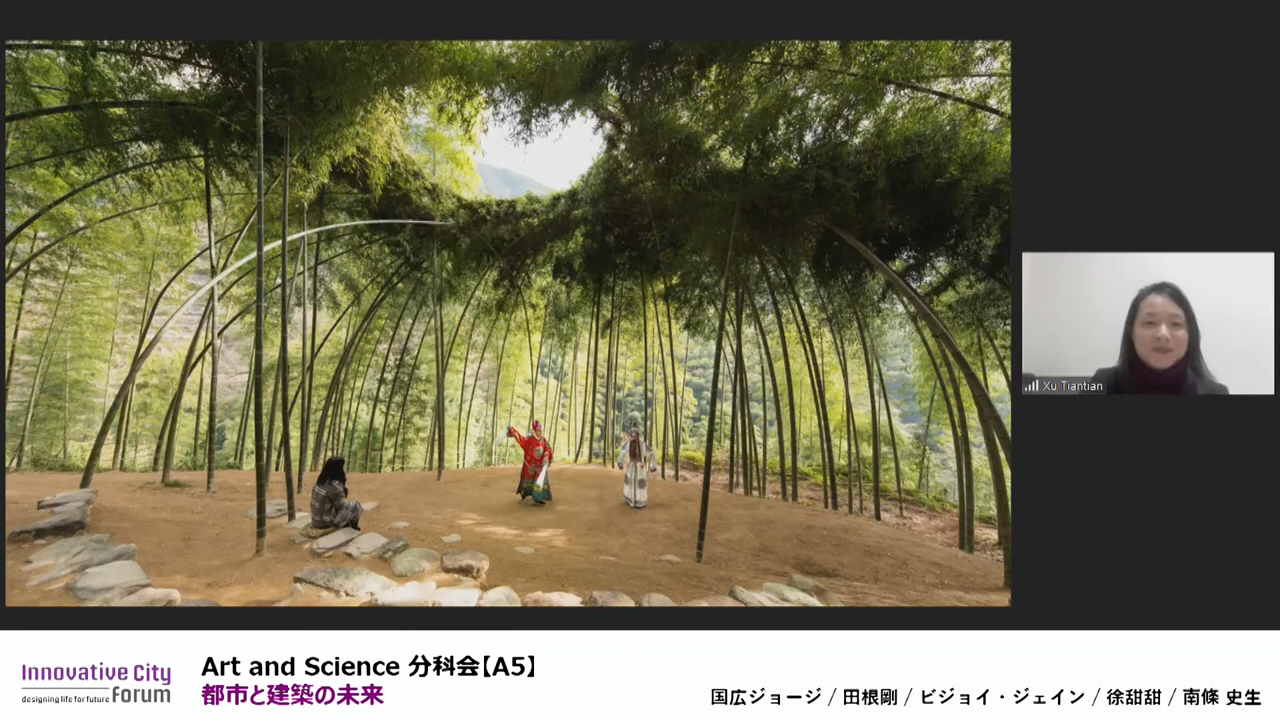 Xu Tiantian
Innovative City
designing life for future Forum
Art and Science 分科会【A5】
都市と建築の未来
国広ジョージ / 田根剛 / ビジョイ・ジェイン / 徐甜甜 / 南條 史生